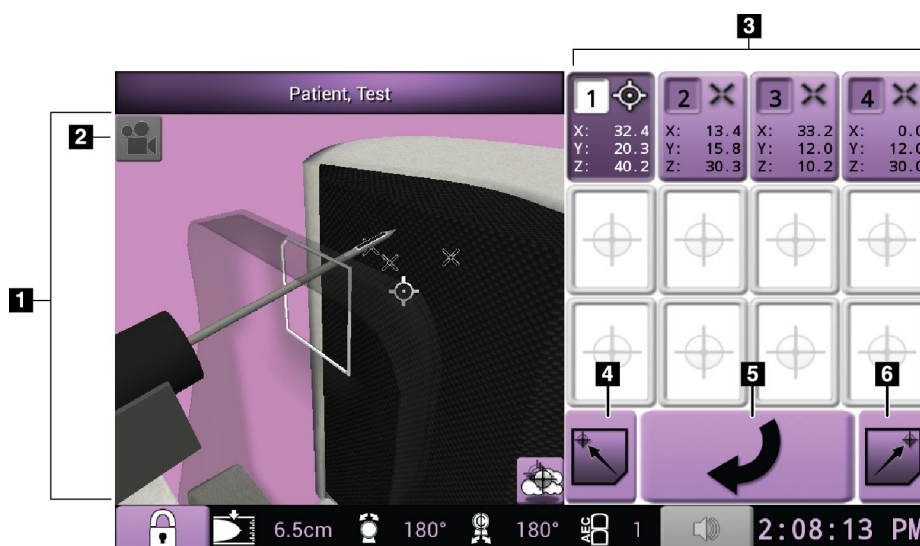 3
Patient, Test
1
2
1 2 3 4
X: 32.4 X: 13.4 X: 33.2 X: 0.0
Y: 20.3 Y: 15.8 Y: 12.0 Y: 12.0
Z: 40.2 Z: 30.3 Z: 10.2 Z: 30.0
4 5 6
6.5cm 180° 180° AEC 1 2:08:13 PM